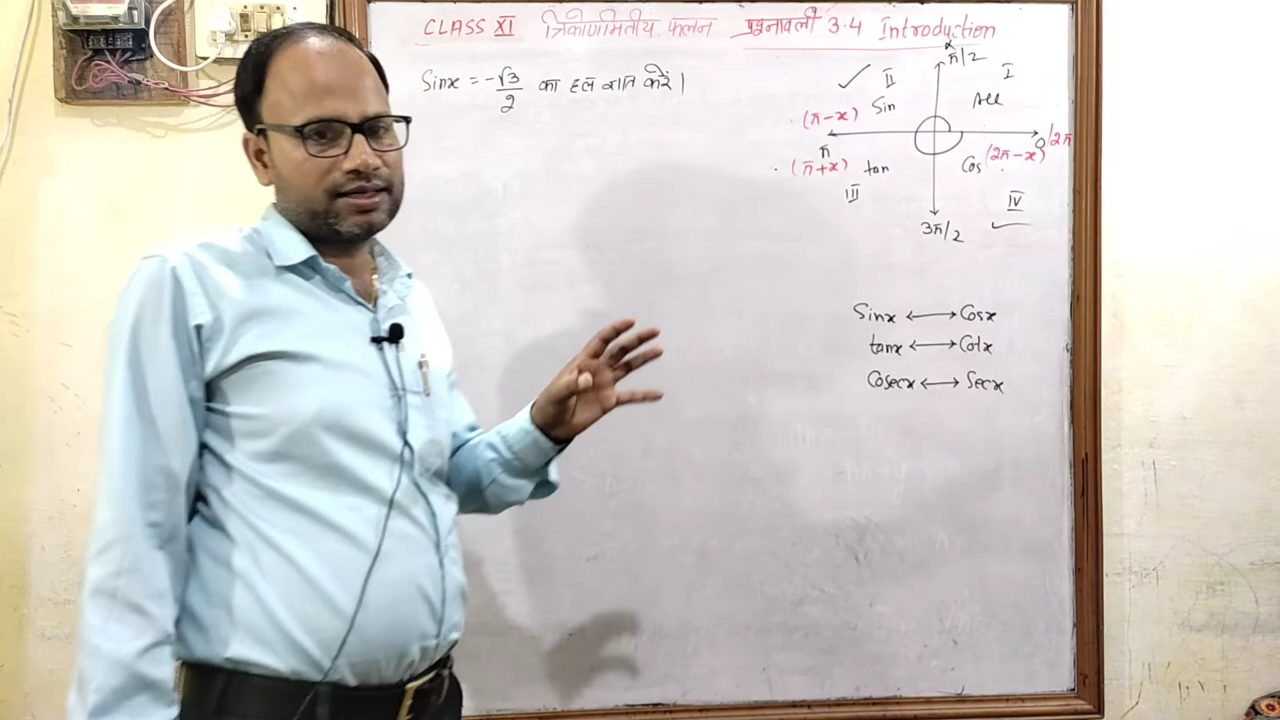 CLASS XI त्रिकोणमितीय फलन प्रश्नावली 3.4 Introduction
Sinx = -√3/2 का हल ज्ञात करें।
π/2
II I
Sin All
(π-x)
π 0/2π
(π+x) tan Cos (2π-x)
III IV
3π/2
Sinx ⟷ Cosx
tanx ⟷ Cotx
Cosecx ⟷ Secx